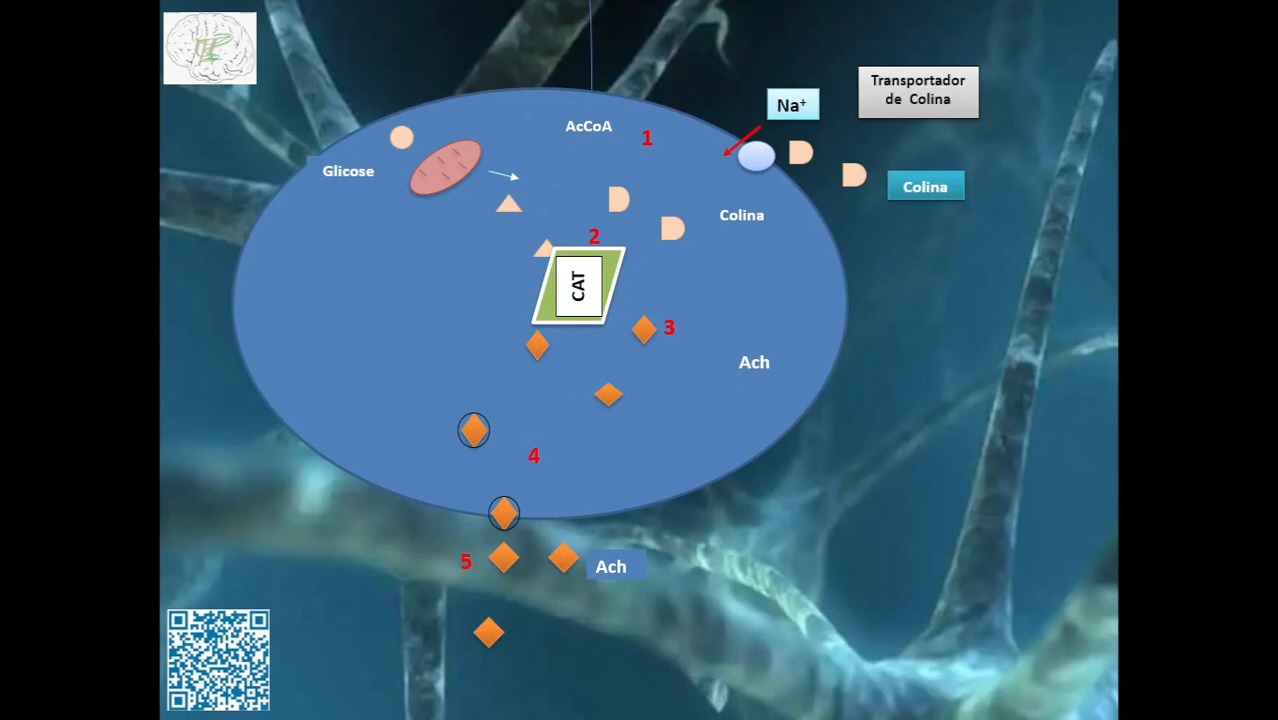 Transportador
de Colina
Na⁺
AcCoA
1
Glicose
Colina
Colina
2
CAT
3
Ach
4
5
Ach